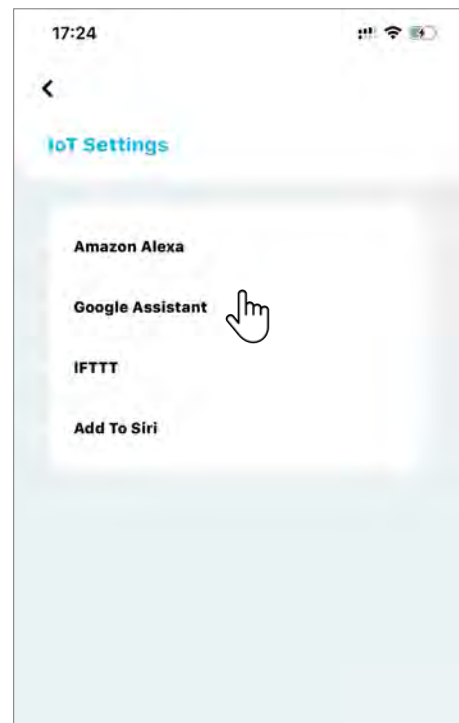 17:24
IoT Settings
Amazon Alexa
Google Assistant
IFTTT
Add To Siri